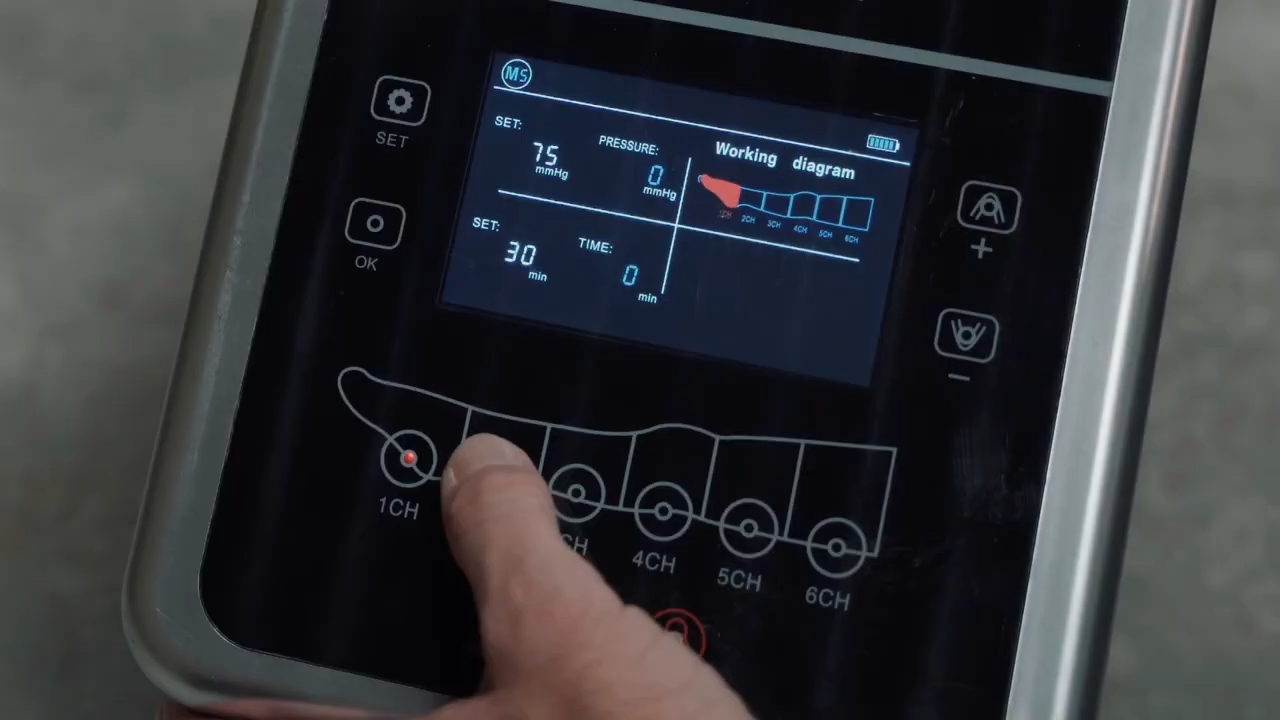 M5
SET:
75
mmHg
PRESSURE:
0
mmHg
Working diagram
1CH 2CH 3CH 4CH 5CH 6CH
SET:
30
min
TIME:
0
min
SET
OK
+
−
1CH
CH
4CH
5CH
6CH